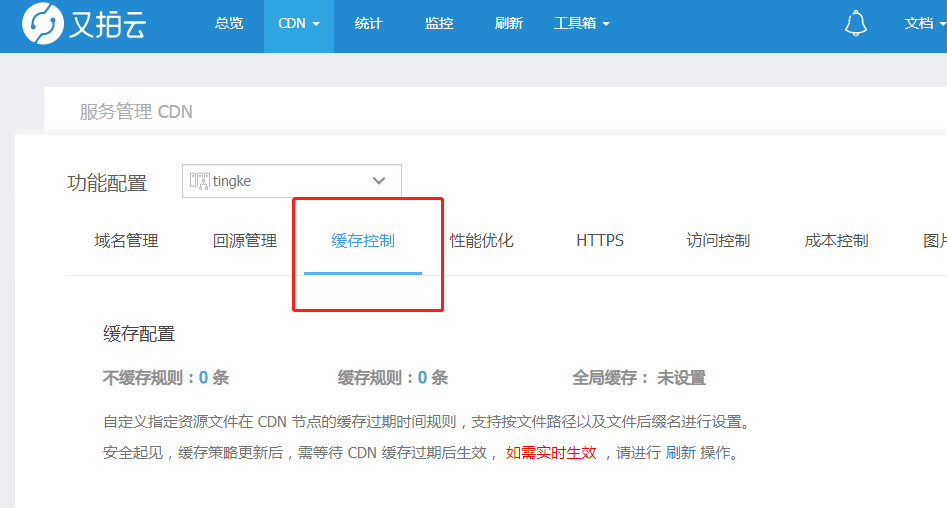 又拍云 总览 CDN 统计 监控 刷新 工具箱 文档
服务管理 CDN
功能配置 tingke
域名管理 回源管理 缓存控制 性能优化 HTTPS 访问控制 成本控制 图
缓存配置
不缓存规则：0 条 缓存规则：0 条 全局缓存： 未设置
自定义指定资源文件在 CDN 节点的缓存过期时间规则，支持按文件路径以及文件后缀名进行设置。
安全起见，缓存策略更新后，需等待 CDN 缓存过期后生效， 如需实时生效 ，请进行 刷新 操作。